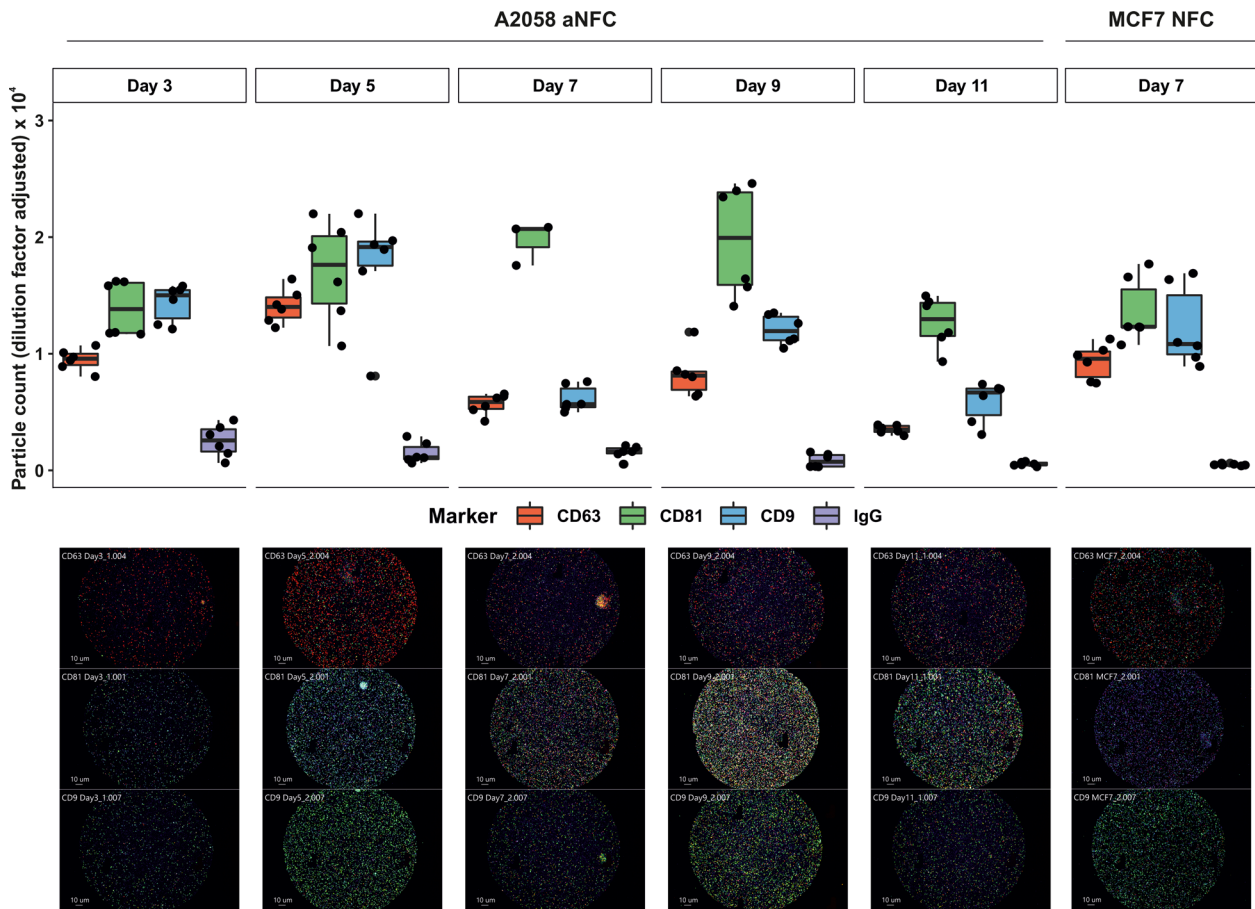 A2058 aNFC MCF7 NFC
Day 3 Day 5 Day 7 Day 9 Day 11 Day 7
Particle count (dilution factor adjusted) x 10⁴
3
2
1
0
Marker CD63 CD81 CD9 IgG
CD63 Day3_1.004 CD63 Day5_2.004 CD63 Day7_2.004 CD63 Day9_2.004 CD63 Day11_1.004 CD63 MCF7_2.004
10 um 10 um 10 um 10 um 10 um 10 um
CD81 Day3_1.001 CD81 Day5_2.001 CD81 Day7_2.001 CD81 Day9_2.001 CD81 Day11_1.001 CD81 MCF7_2.001
10 um 10 um 10 um 10 um 10 um 10 um
CD9 Day3_1.007 CD9 Day5_2.007 CD9 Day7_2.007 CD9 Day9_2.007 CD9 Day11_1.007 CD9 MCF7_2.007
10 um 10 um 10 um 10 um 10 um 10 um